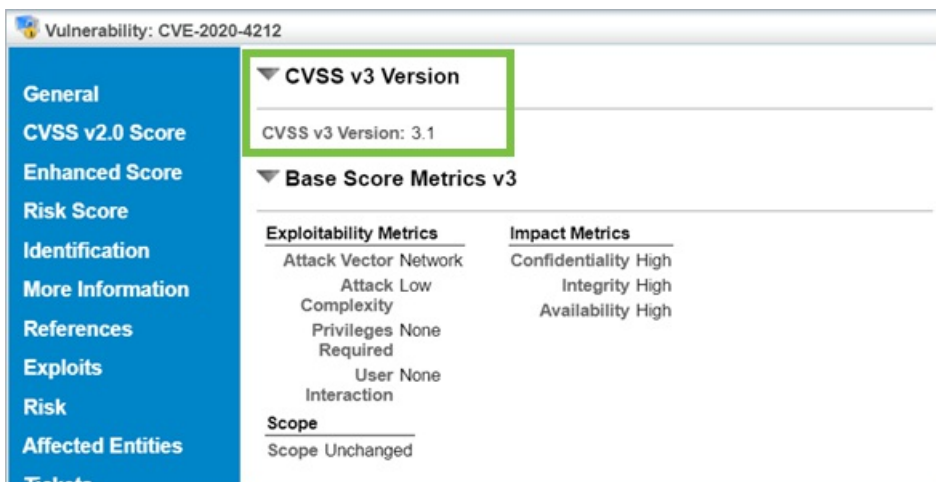 Vulnerability: CVE-2020-4212
General
CVSS v2.0 Score
Enhanced Score
Risk Score
Identification
More Information
References
Exploits
Risk
Affected Entities
Tickets
CVSS v3 Version
CVSS v3 Version: 3.1
Base Score Metrics v3
Exploitability Metrics
Attack Vector Network
Attack Low
Complexity
Privileges None
Required
User None
Interaction
Impact Metrics
Confidentiality High
Integrity High
Availability High
Scope
Scope Unchanged